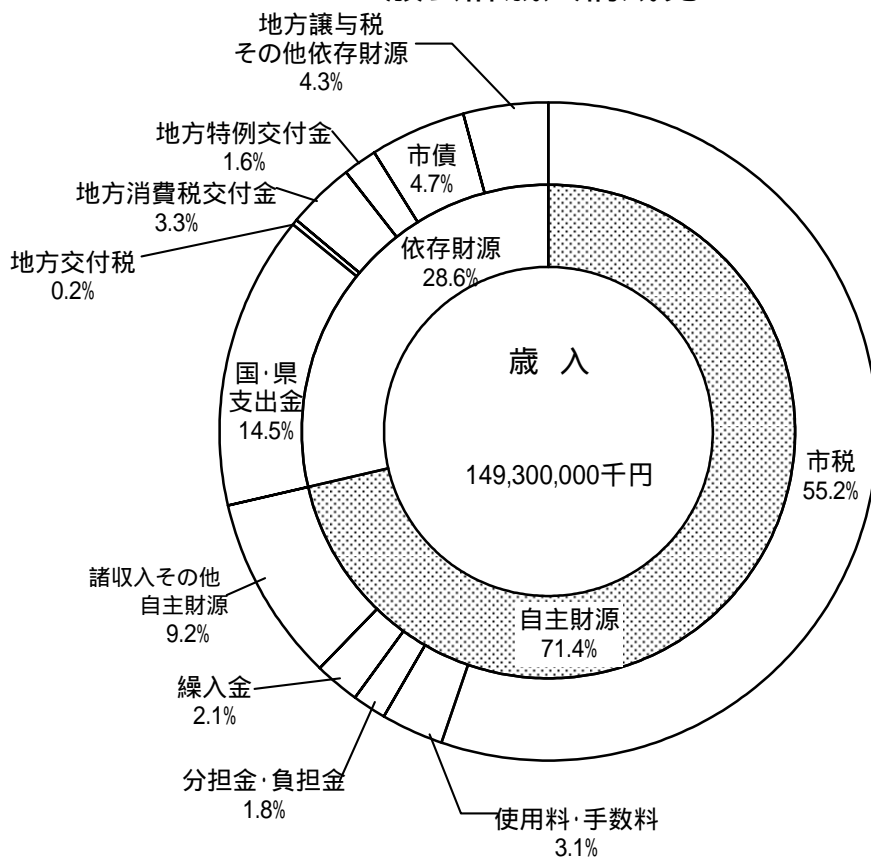 地方譲与税
その他依存財源
4.3%
地方特例交付金
1.6%
市債
4.7%
地方消費税交付金
3.3%
地方交付税
0.2%
依存財源
28.6%
国・県
支出金
14.5%
歳 入
149,300,000千円
市税
55.2%
自主財源
71.4%
諸収入その他
自主財源
9.2%
繰入金
2.1%
分担金・負担金
1.8%
使用料・手数料
3.1%